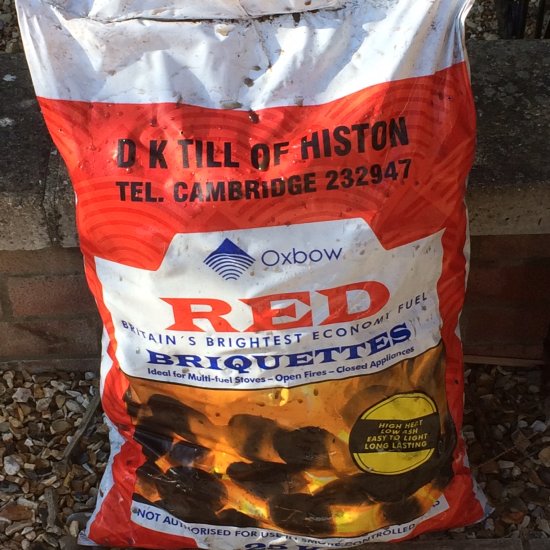 D K TILL OF HISTON
TEL. CAMBRIDGE 232947
Oxbow
RED
BRITAIN'S BRIGHTEST ECONOMY FUEL
BRIQUETTES
Ideal for Multi-fuel Stoves – Open Fires – Closed Appliances
HIGH HEAT
LOW ASH
EASY TO LIGHT
LONG LASTING
NOT AUTHORISED FOR USE IN SMOKE CONTROLLED
25